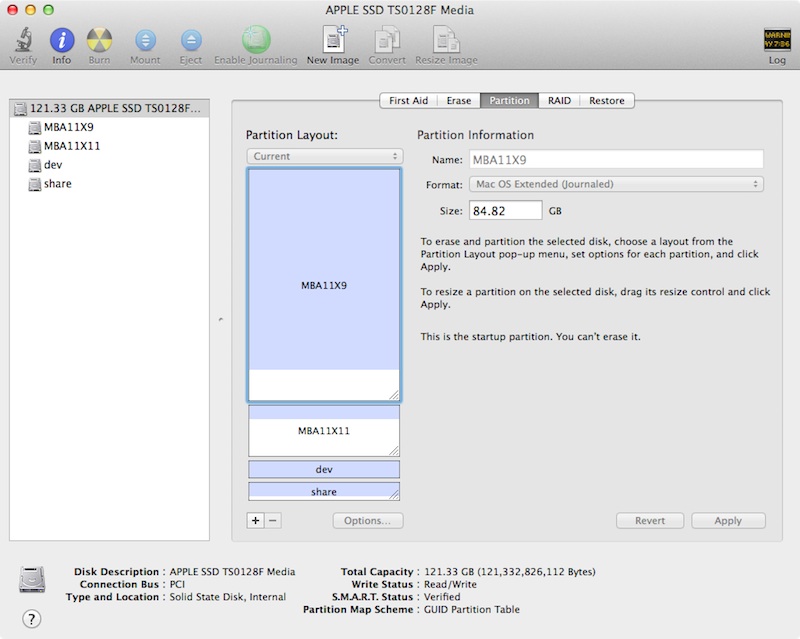 APPLE SSD TS0128F Media
Verify Info Burn Mount Eject Enable Journaling New Image Convert Resize Image Log
WARNIN
First Aid Erase Partition RAID Restore
121.33 GB APPLE SSD TS0128F...
MBA11X9
MBA11X11
dev
share
Partition Layout:
Current
MBA11X9
MBA11X11
dev
share
+ −
Options...
Partition Information
Name: MBA11X9
Format: Mac OS Extended (Journaled)
Size: 84.82 GB
To erase and partition the selected disk, choose a layout from the
Partition Layout pop-up menu, set options for each partition, and click
Apply.
To resize a partition on the selected disk, drag its resize control and click
Apply.
This is the startup partition. You can't erase it.
Revert Apply
Disk Description : APPLE SSD TS0128F Media
Connection Bus : PCI
Type and Location : Solid State Disk, Internal
Total Capacity : 121.33 GB (121,332,826,112 Bytes)
Write Status : Read/Write
S.M.A.R.T. Status : Verified
Partition Map Scheme : GUID Partition Table
?